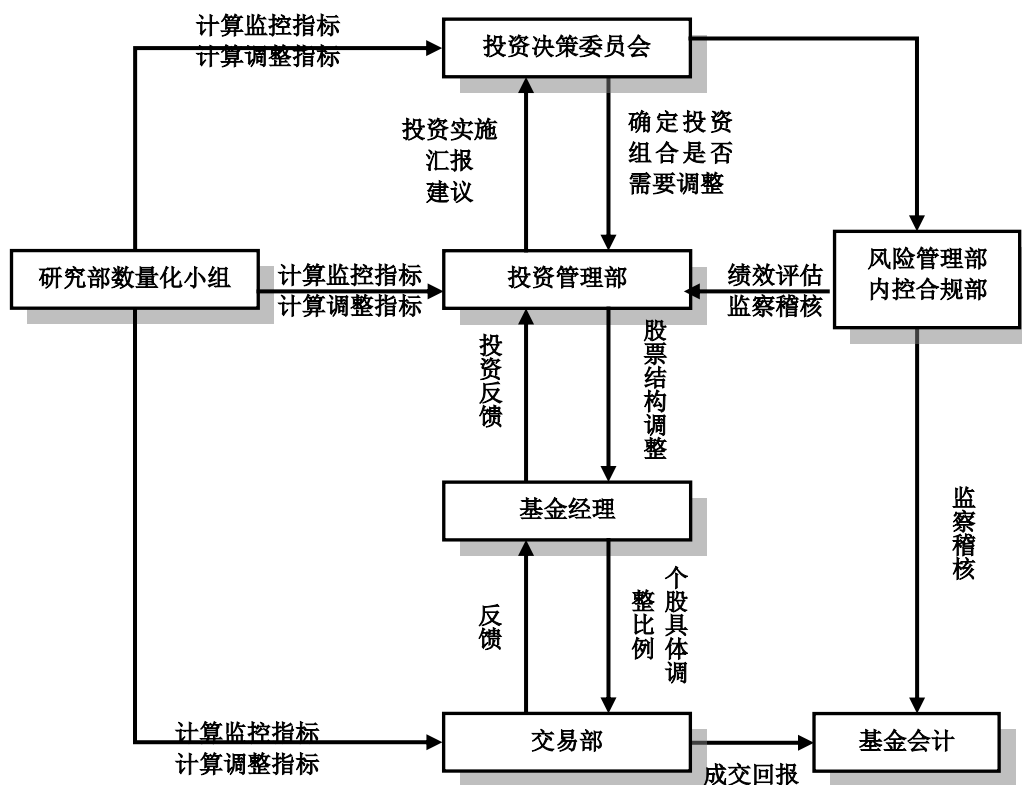 计算监控指标
计算调整指标
投资决策委员会
投资实施
汇报
建议
确定投资
组合是否
需要调整
研究部数量化小组
计算监控指标
计算调整指标
投资管理部
绩效评估
监察稽核
风险管理部
内控合规部
投资反馈
股票结构调整
基金经理
监察稽核
反馈
个股具体调
整比例
计算监控指标
计算调整指标
交易部
成交回报
基金会计